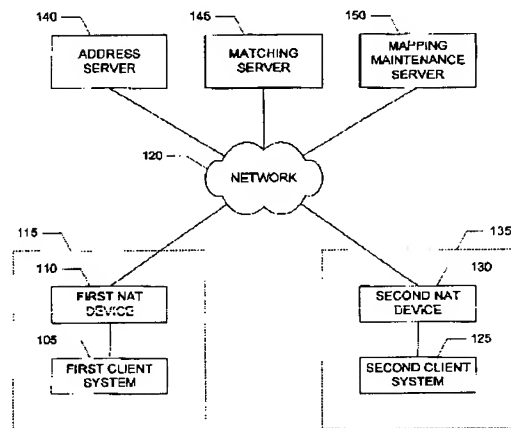 140
145
150
ADDRESS
SERVER
MATCHING
SERVER
MAPPING
MAINTENANCE
SERVER
120
NETWORK
115
135
110
130
FIRST NAT
DEVICE
SECOND NAT
DEVICE
105
125
FIRST CLIENT
SYSTEM
SECOND CLIENT
SYSTEM